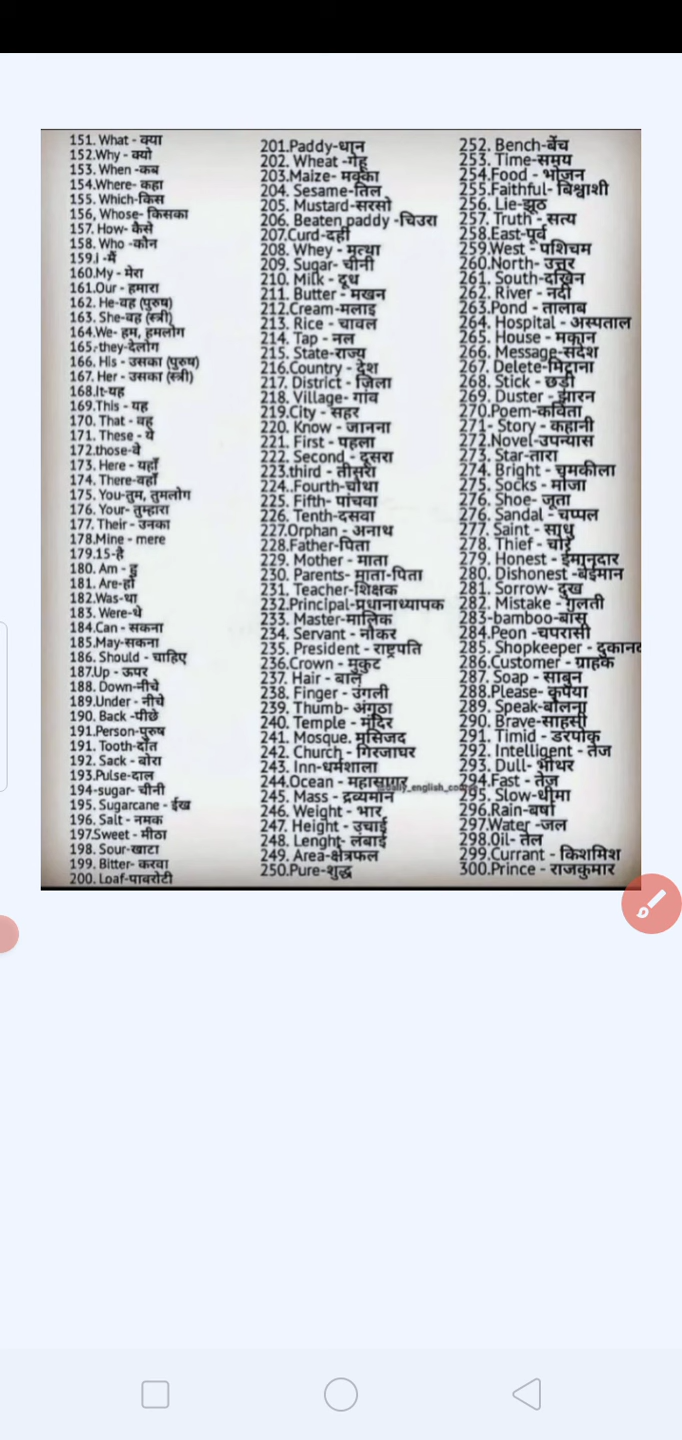 151. What - क्या
152.Why - क्यो
153. When -कब
154.Where- कहा
155. Which-किस
156, Whose- किसका
157. How- कैसे
158. Who -कौन
159.I -मैं
160.My - मेरा
161.Our - हमारा
162. He-वह (पुरुष)
163. She-वह (स्त्री)
164.We- हम, हमलोग
165.-they-देलोग
166. His - उसका (पुरुष)
167. Her - उसका (स्त्री)
168.It-यह
169.This - यह
170. That - वह
171. These - ये
172.those-वे
173. Here - यहाँ
174. There-वहाँ
175. You-तुम, तुमलोग
176. Your- तुम्हारा
177. Their - उनका
178.Mine - mere
179.15-है
180. Am - हु
181. Are-हो
182.Was-था
183. Were-थे
184.Can - सकना
185.May-सकना
186. Should - चाहिए
187.Up - ऊपर
188. Down-नीचे
189.Under - नीचे
190. Back -पीछे
191.Person-पुरुष
191. Tooth-दाँत
192. Sack - बोरा
193.Pulse-दाल
194-sugar- चीनी
195. Sugarcane - ईख
196. Salt - नमक
197.Sweet - मीठा
198. Sour-खाटा
199. Bitter- करवा
200. Loaf-पावरोटी
201.Paddy-धान
202. Wheat -गेहू
203.Maize- मक्का
204. Sesame-तिल
205. Mustard-सरसो
206. Beaten paddy -चिउरा
207.Curd-दही
208. Whey - मत्था
209. Sugar- चीनी
210. Milk - दूध
211. Butter - मखन
212.Cream-मलाइ
213. Rice - चावल
214. Tap - नल
215. State-राज्य
216.Country - देश
217. District - ज़िला
218. Village- गांव
219.City - सहर
220. Know - जानना
221. First - पहला
222. Second - दूसरा
223.third - तीसरा
224..Fourth-चौथा
225. Fifth- पांचवा
226. Tenth-दसवा
227.Orphan - अनाथ
228.Father-पिता
229. Mother - माता
230. Parents- माता-पिता
231. Teacher-शिक्षक
232.Principal-प्रधानाध्यापक
233. Master-मालिक
234. Servant - नौकर
235. President - राष्ट्रपति
236.Crown - मुकुट
237. Hair - बाल
238. Finger - उंगली
239. Thumb- अंगूठा
240. Temple - मंदिर
241. Mosque. मसिजद
242. Church - गिरजाघर
243. Inn-धर्मशाला
244.Ocean - महासागर
245. Mass - द्रव्यमान
246. Weight - भार
247. Height - उचाई
248. Lenght- लंबाई
249. Area-क्षेत्रफल
250.Pure-शुद्ध
252. Bench-बेंच
253. Time-समय
254.Food - भोजन
255.Faithful- बिश्वाशी
256. Lie-झूठ
257. Truth - सत्य
258.East-पूर्व
259.West - पशिचम
260.North- उत्तर
261. South-दखिन
262. River - नदी
263.Pond - तालाब
264. Hospital - अस्पताल
265. House - मकान
266. Message-संदेश
267. Delete-मिटाना
268. Stick - छड़ी
269. Duster - झारन
270.Poem-कविता
271- Story - कहानी
272.Novel-उपन्यास
273. Star-तारा
274. Bright - चमकीला
275. Socks - मोजा
276. Shoe- जूता
276. Sandal - चप्पल
277. Saint - साधु
278. Thief - चोर
279. Honest - ईमानदार
280. Dishonest -बेईमान
281. Sorrow- दुख
282. Mistake - गलती
283-bamboo-बांस
284.Peon -चपरासी
285. Shopkeeper - दुकानद
286.Customer - ग्राहक
287. Soap - साबुन
288.Please- कृपया
289. Speak-बोलना
290. Brave-साहसी
291. Timid - डरपोक
292. Intelligent - तेज
293. Dull- भोथर
294.Fast - तेज़
295. Slow-धीमा
296.Rain-बर्षा
297.Water -जल
298.Oil- तेल
299.Currant - किशमिश
300.Prince - राजकुमार